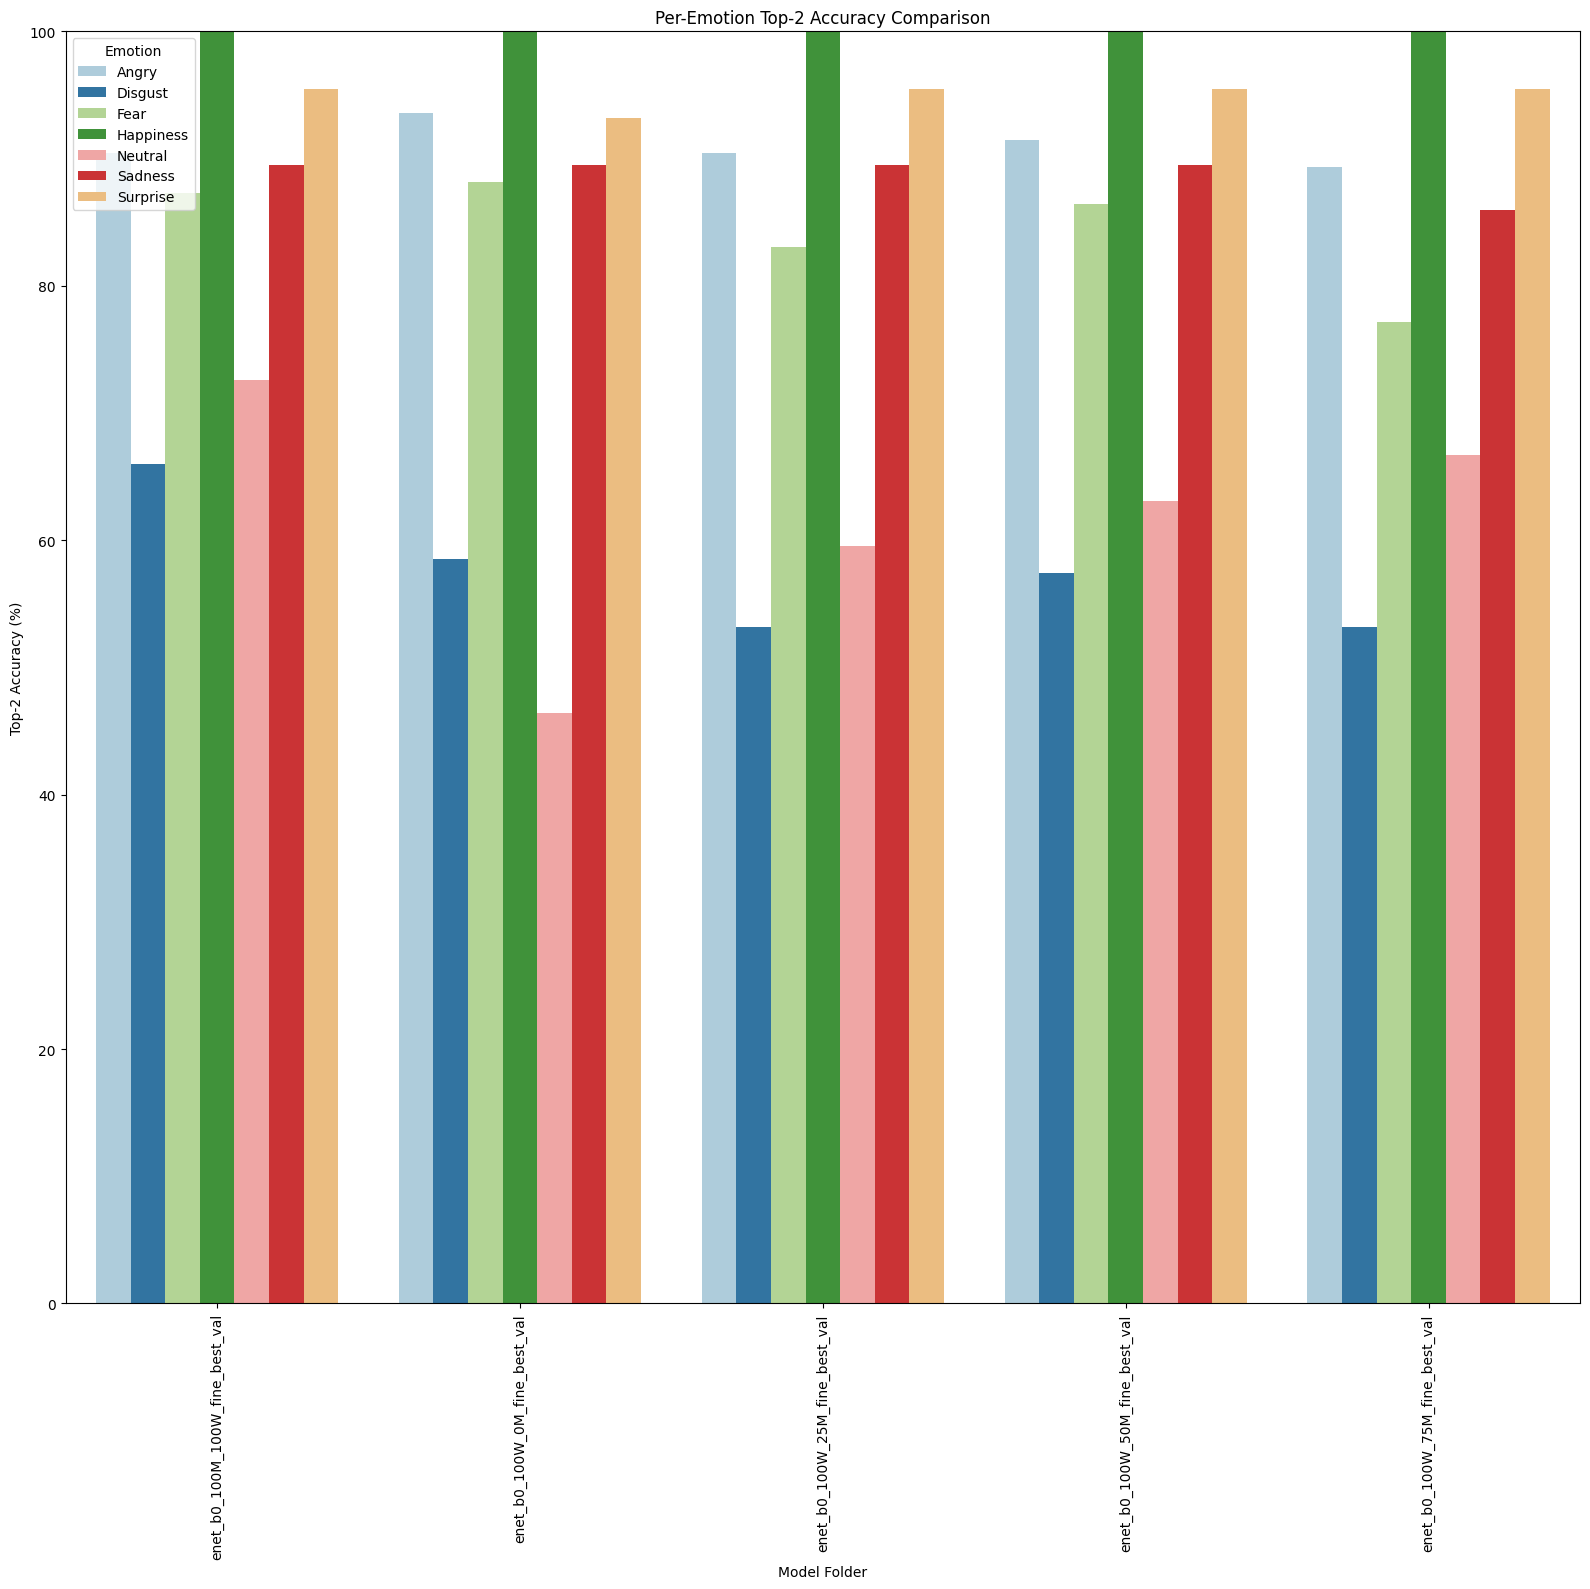 Per-Emotion Top-2 Accuracy Comparison
100
80
60
40
20
0
Top-2 Accuracy (%)
Emotion
Angry
Disgust
Fear
Happiness
Neutral
Sadness
Surprise
enet_b0_100M_100W_fine_best_val
enet_b0_100W_0M_fine_best_val
enet_b0_100W_25M_fine_best_val
enet_b0_100W_50M_fine_best_val
enet_b0_100W_75M_fine_best_val
Model Folder